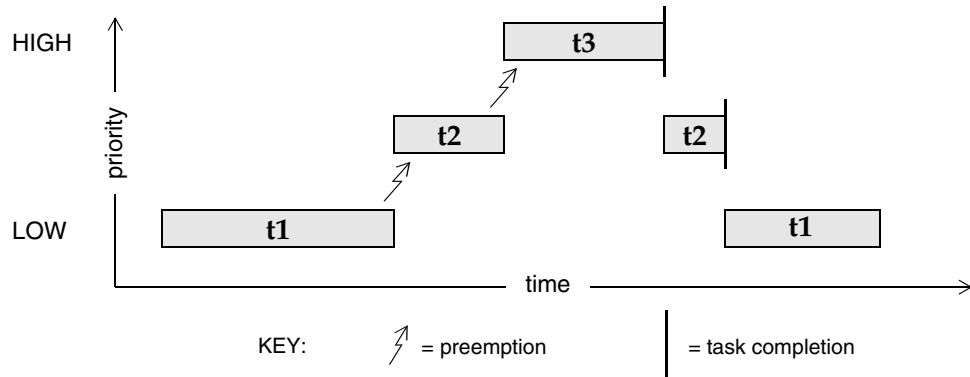 HIGH
t3
t2
t2
priority
LOW
t1
t1
time
KEY:
= preemption
= task completion